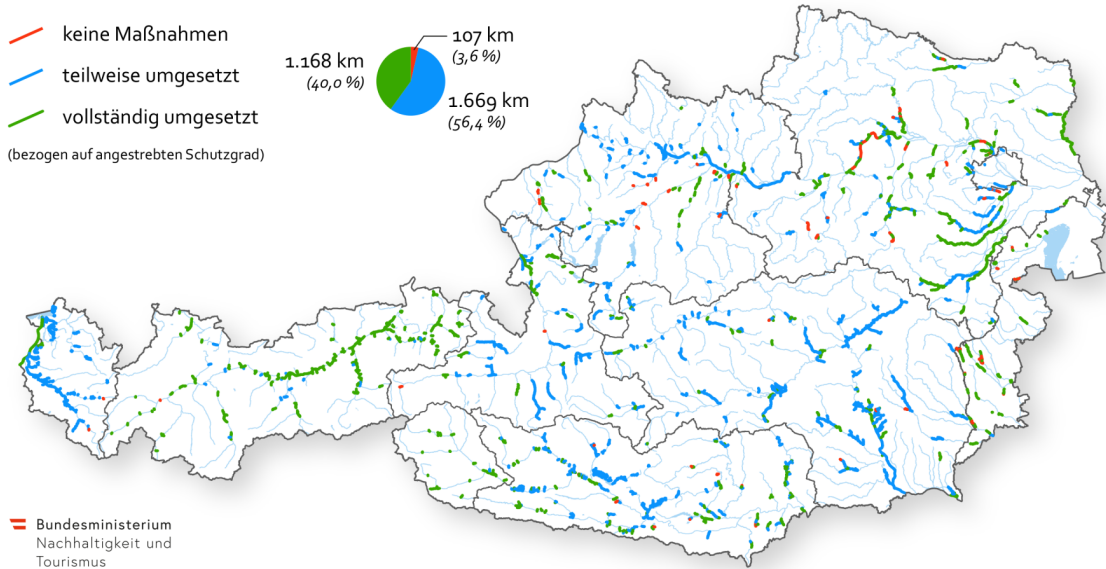 keine Maßnahmen
teilweise umgesetzt
vollständig umgesetzt
(bezogen auf angestrebten Schutzgrad)
107 km
(3,6 %)
1.168 km
(40,0 %)
1.669 km
(56,4 %)
Bundesministerium
Nachhaltigkeit und
Tourismus